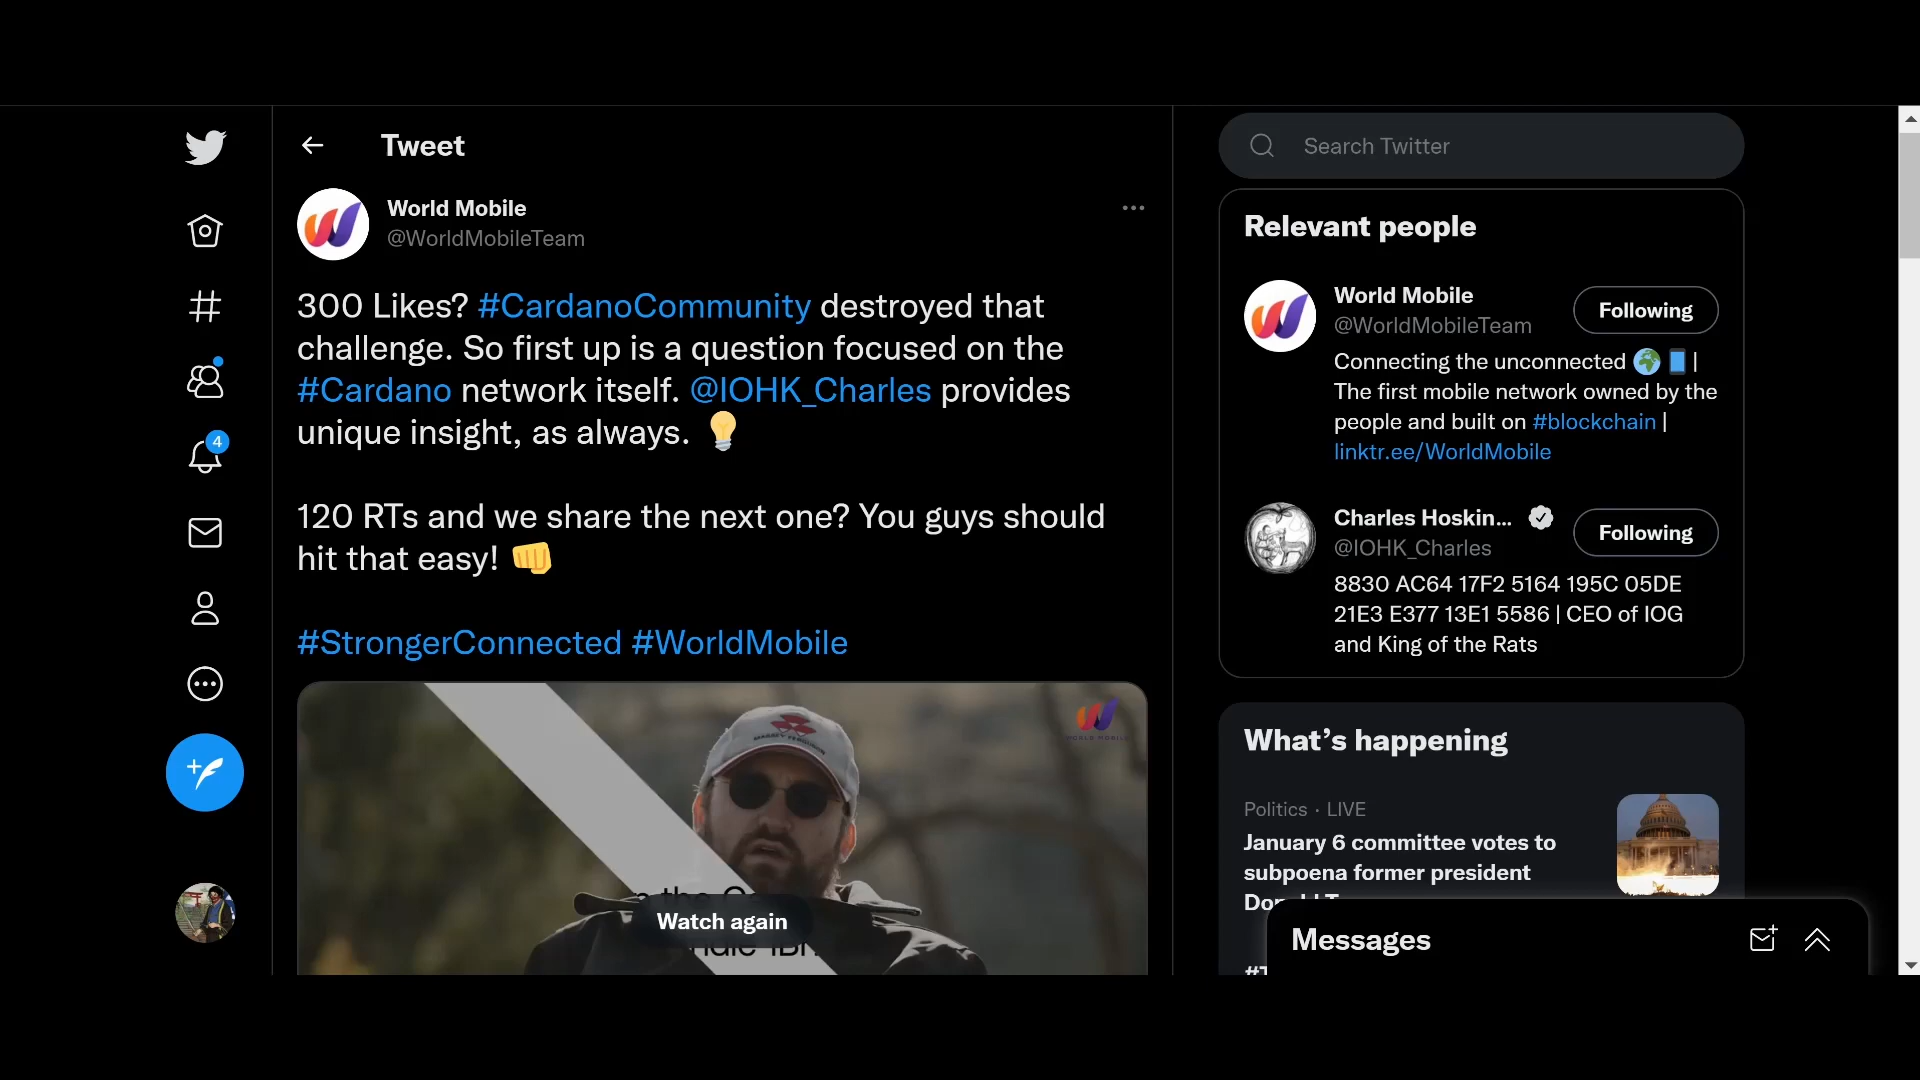 Tweet
World Mobile
@WorldMobileTeam
300 Likes? #CardanoCommunity destroyed that
challenge. So first up is a question focused on the
#Cardano network itself. @IOHK_Charles provides
unique insight, as always. 💡
120 RTs and we share the next one? You guys should
hit that easy! 👊
#StrongerConnected #WorldMobile
WORLD MOBILE
MASSEY FERGUSON
Watch again
4
Search Twitter
Relevant people
World Mobile
@WorldMobileTeam
Following
Connecting the unconnected 🌍 📱 |
The first mobile network owned by the
people and built on #blockchain |
linktr.ee/WorldMobile
Charles Hoskin...
@IOHK_Charles
Following
8830 AC64 17F2 5164 195C 05DE
21E3 E377 13E1 5586 | CEO of IOG
and King of the Rats
What's happening
Politics · LIVE
January 6 committee votes to
subpoena former president
Messages